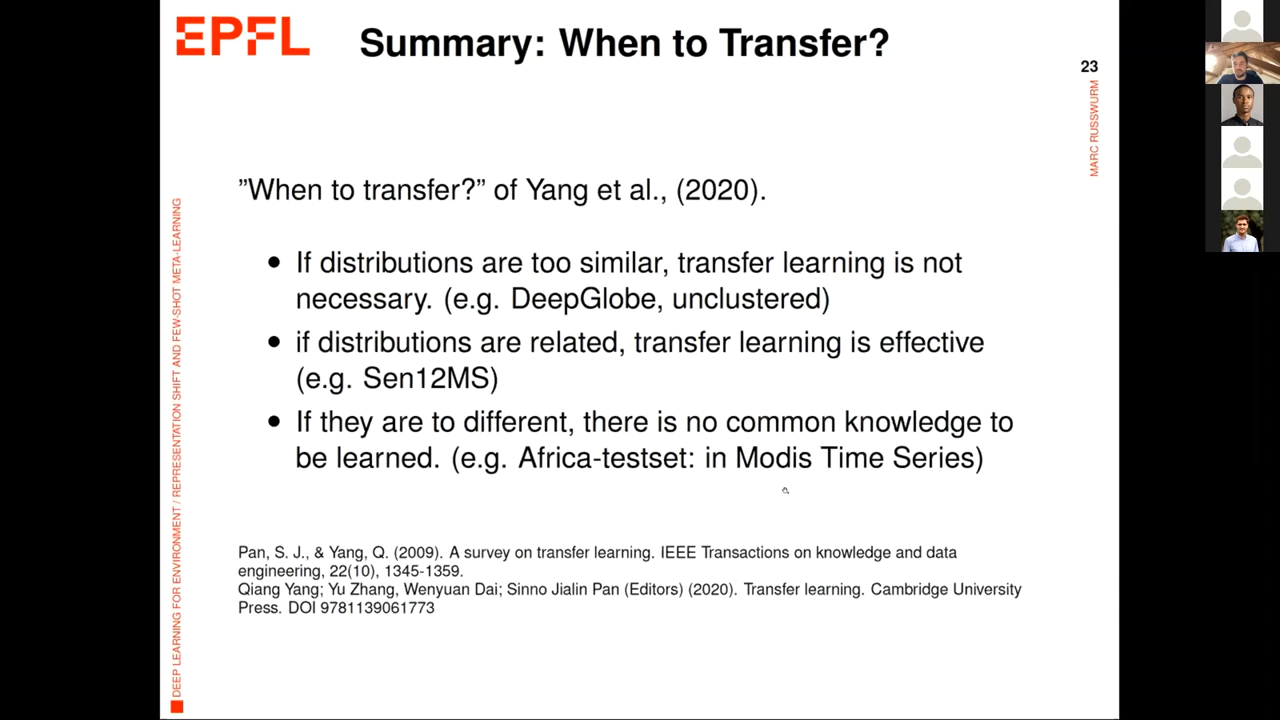 EPFL
Summary: When to Transfer?
23
MARC RUSSWURM
DEEP LEARNING FOR ENVIRONMENT / REPRESENTATION SHIFT AND FEW-SHOT META-LEARNING
”When to transfer?” of Yang et al., (2020).
• If distributions are too similar, transfer learning is not
necessary. (e.g. DeepGlobe, unclustered)
• if distributions are related, transfer learning is effective
(e.g. Sen12MS)
• If they are to different, there is no common knowledge to
be learned. (e.g. Africa-testset: in Modis Time Series)
Pan, S. J., & Yang, Q. (2009). A survey on transfer learning. IEEE Transactions on knowledge and data
engineering, 22(10), 1345-1359.
Qiang Yang; Yu Zhang, Wenyuan Dai; Sinno Jialin Pan (Editors) (2020). Transfer learning. Cambridge University
Press. DOI 9781139061773